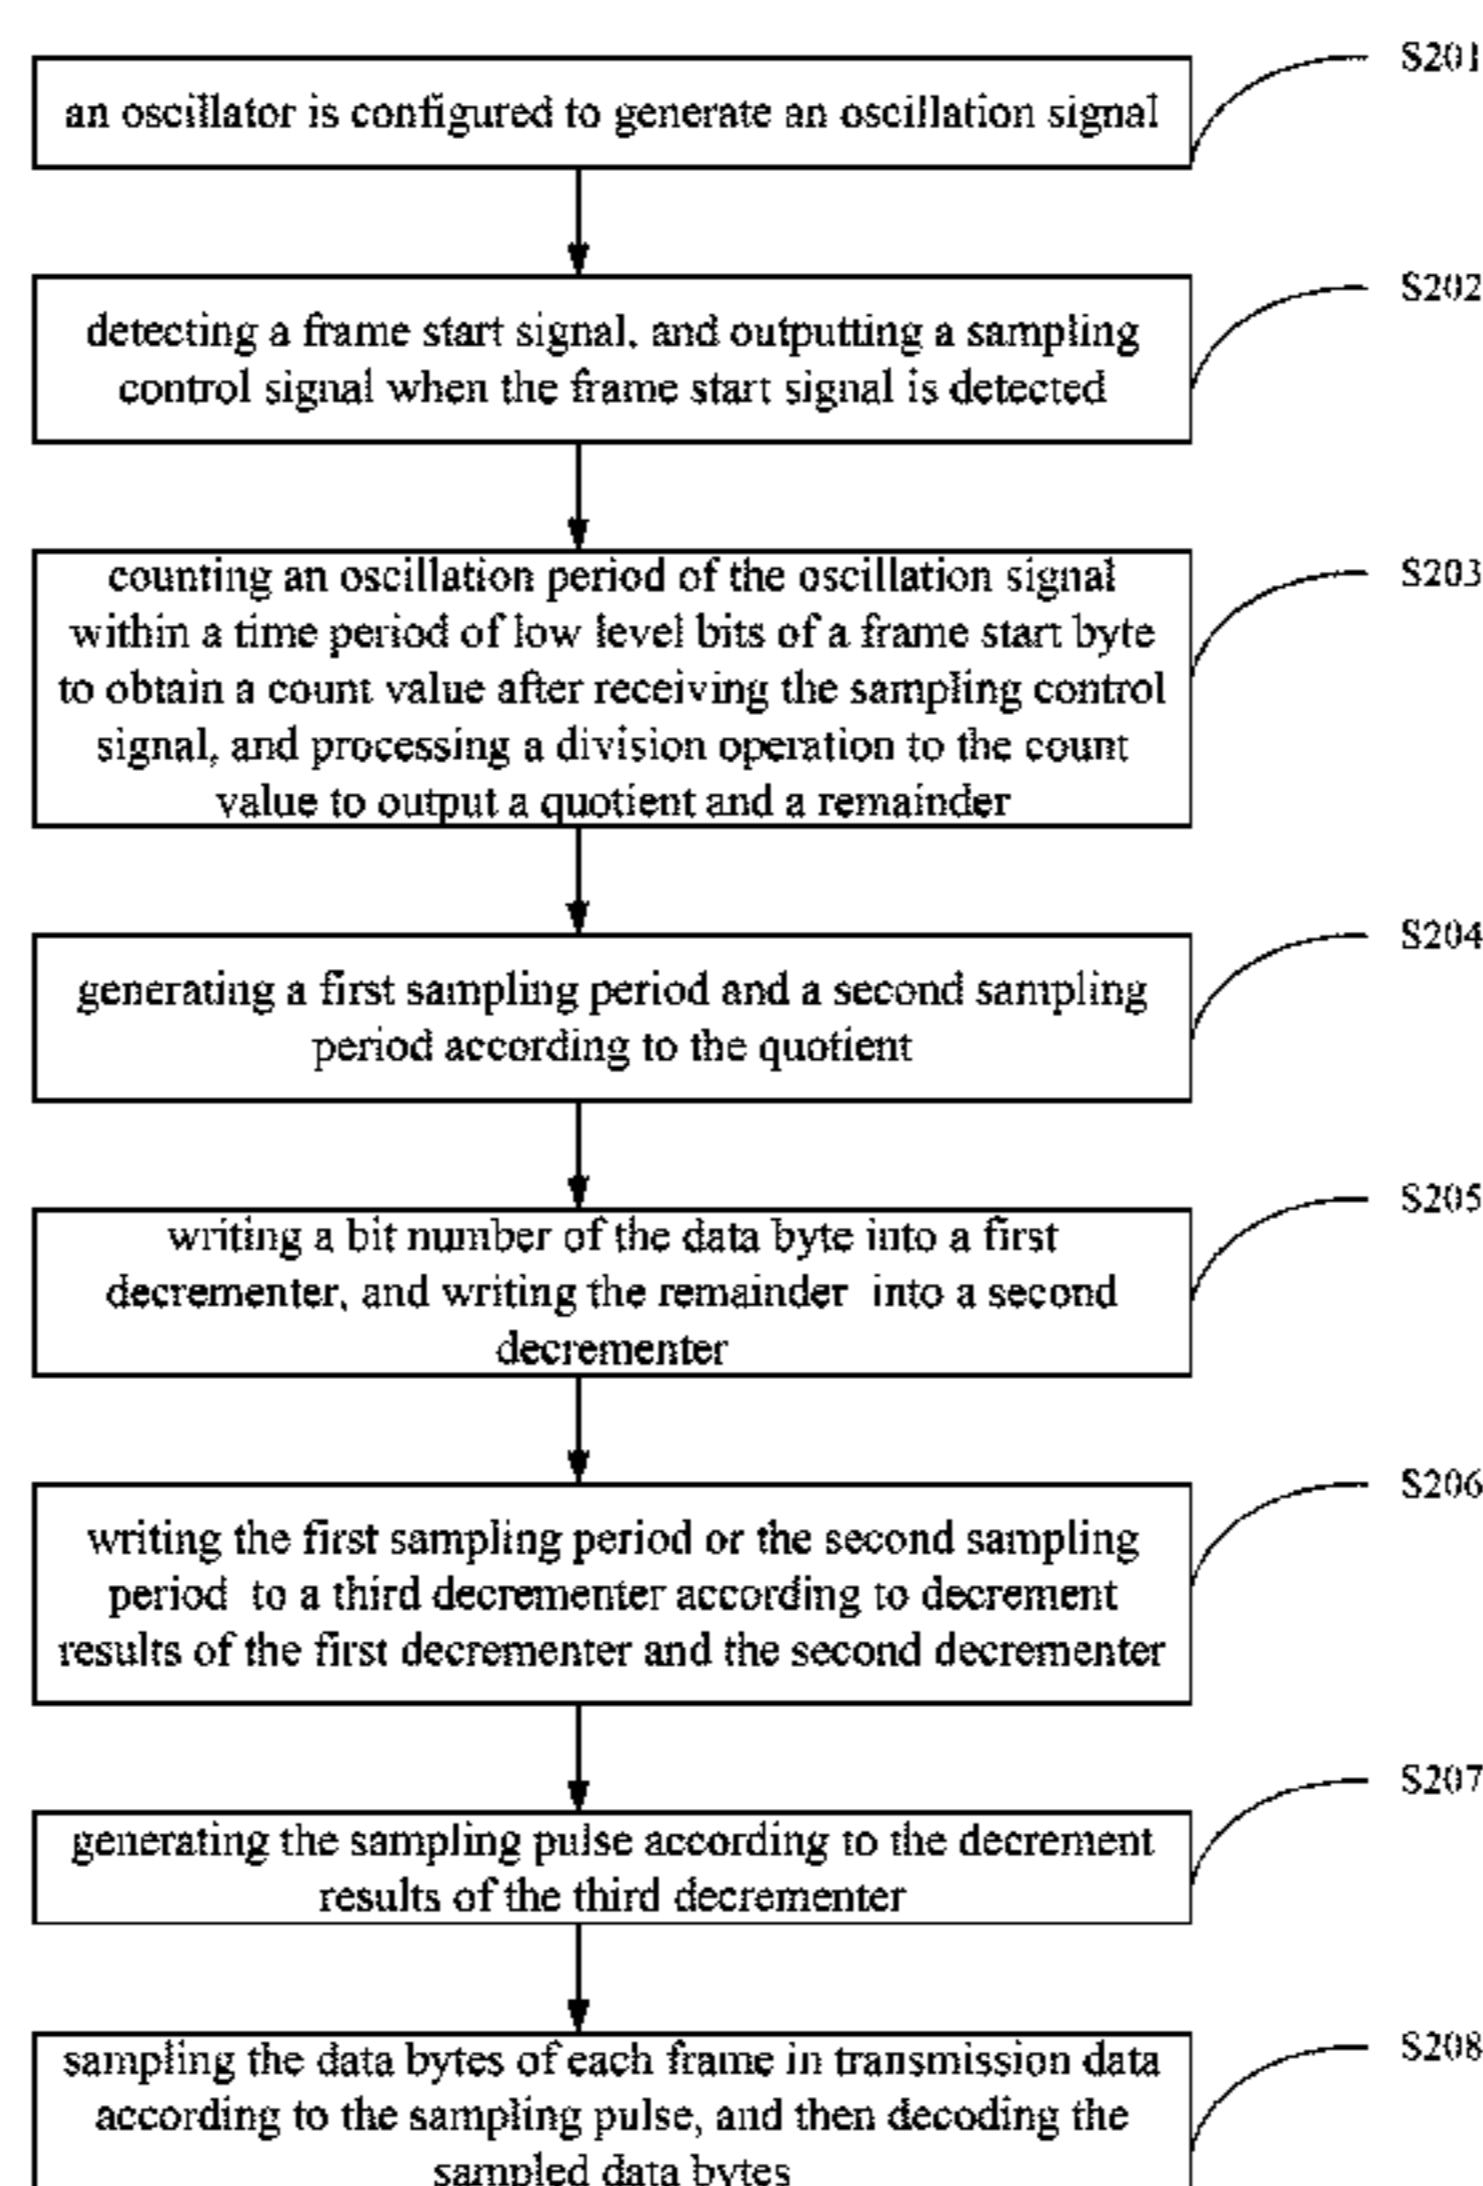 S201
an oscillator is configured to generate an oscillation signal
S202
detecting a frame start signal, and outputting a sampling
control signal when the frame start signal is detected
S203
counting an oscillation period of the oscillation signal
within a time period of low level bits of a frame start byte
to obtain a count value after receiving the sampling control
signal, and processing a division operation to the count
value to output a quotient and a remainder
S204
generating a first sampling period and a second sampling
period according to the quotient
S205
writing a bit number of the data byte into a first
decrementer, and writing the remainder into a second
decrementer
S206
writing the first sampling period or the second sampling
period to a third decrementer according to decrement
results of the first decrementer and the second decrementer
S207
generating the sampling pulse according to the decrement
results of the third decrementer
S208
sampling the data bytes of each frame in transmission data
according to the sampling pulse, and then decoding the
sampled data bytes